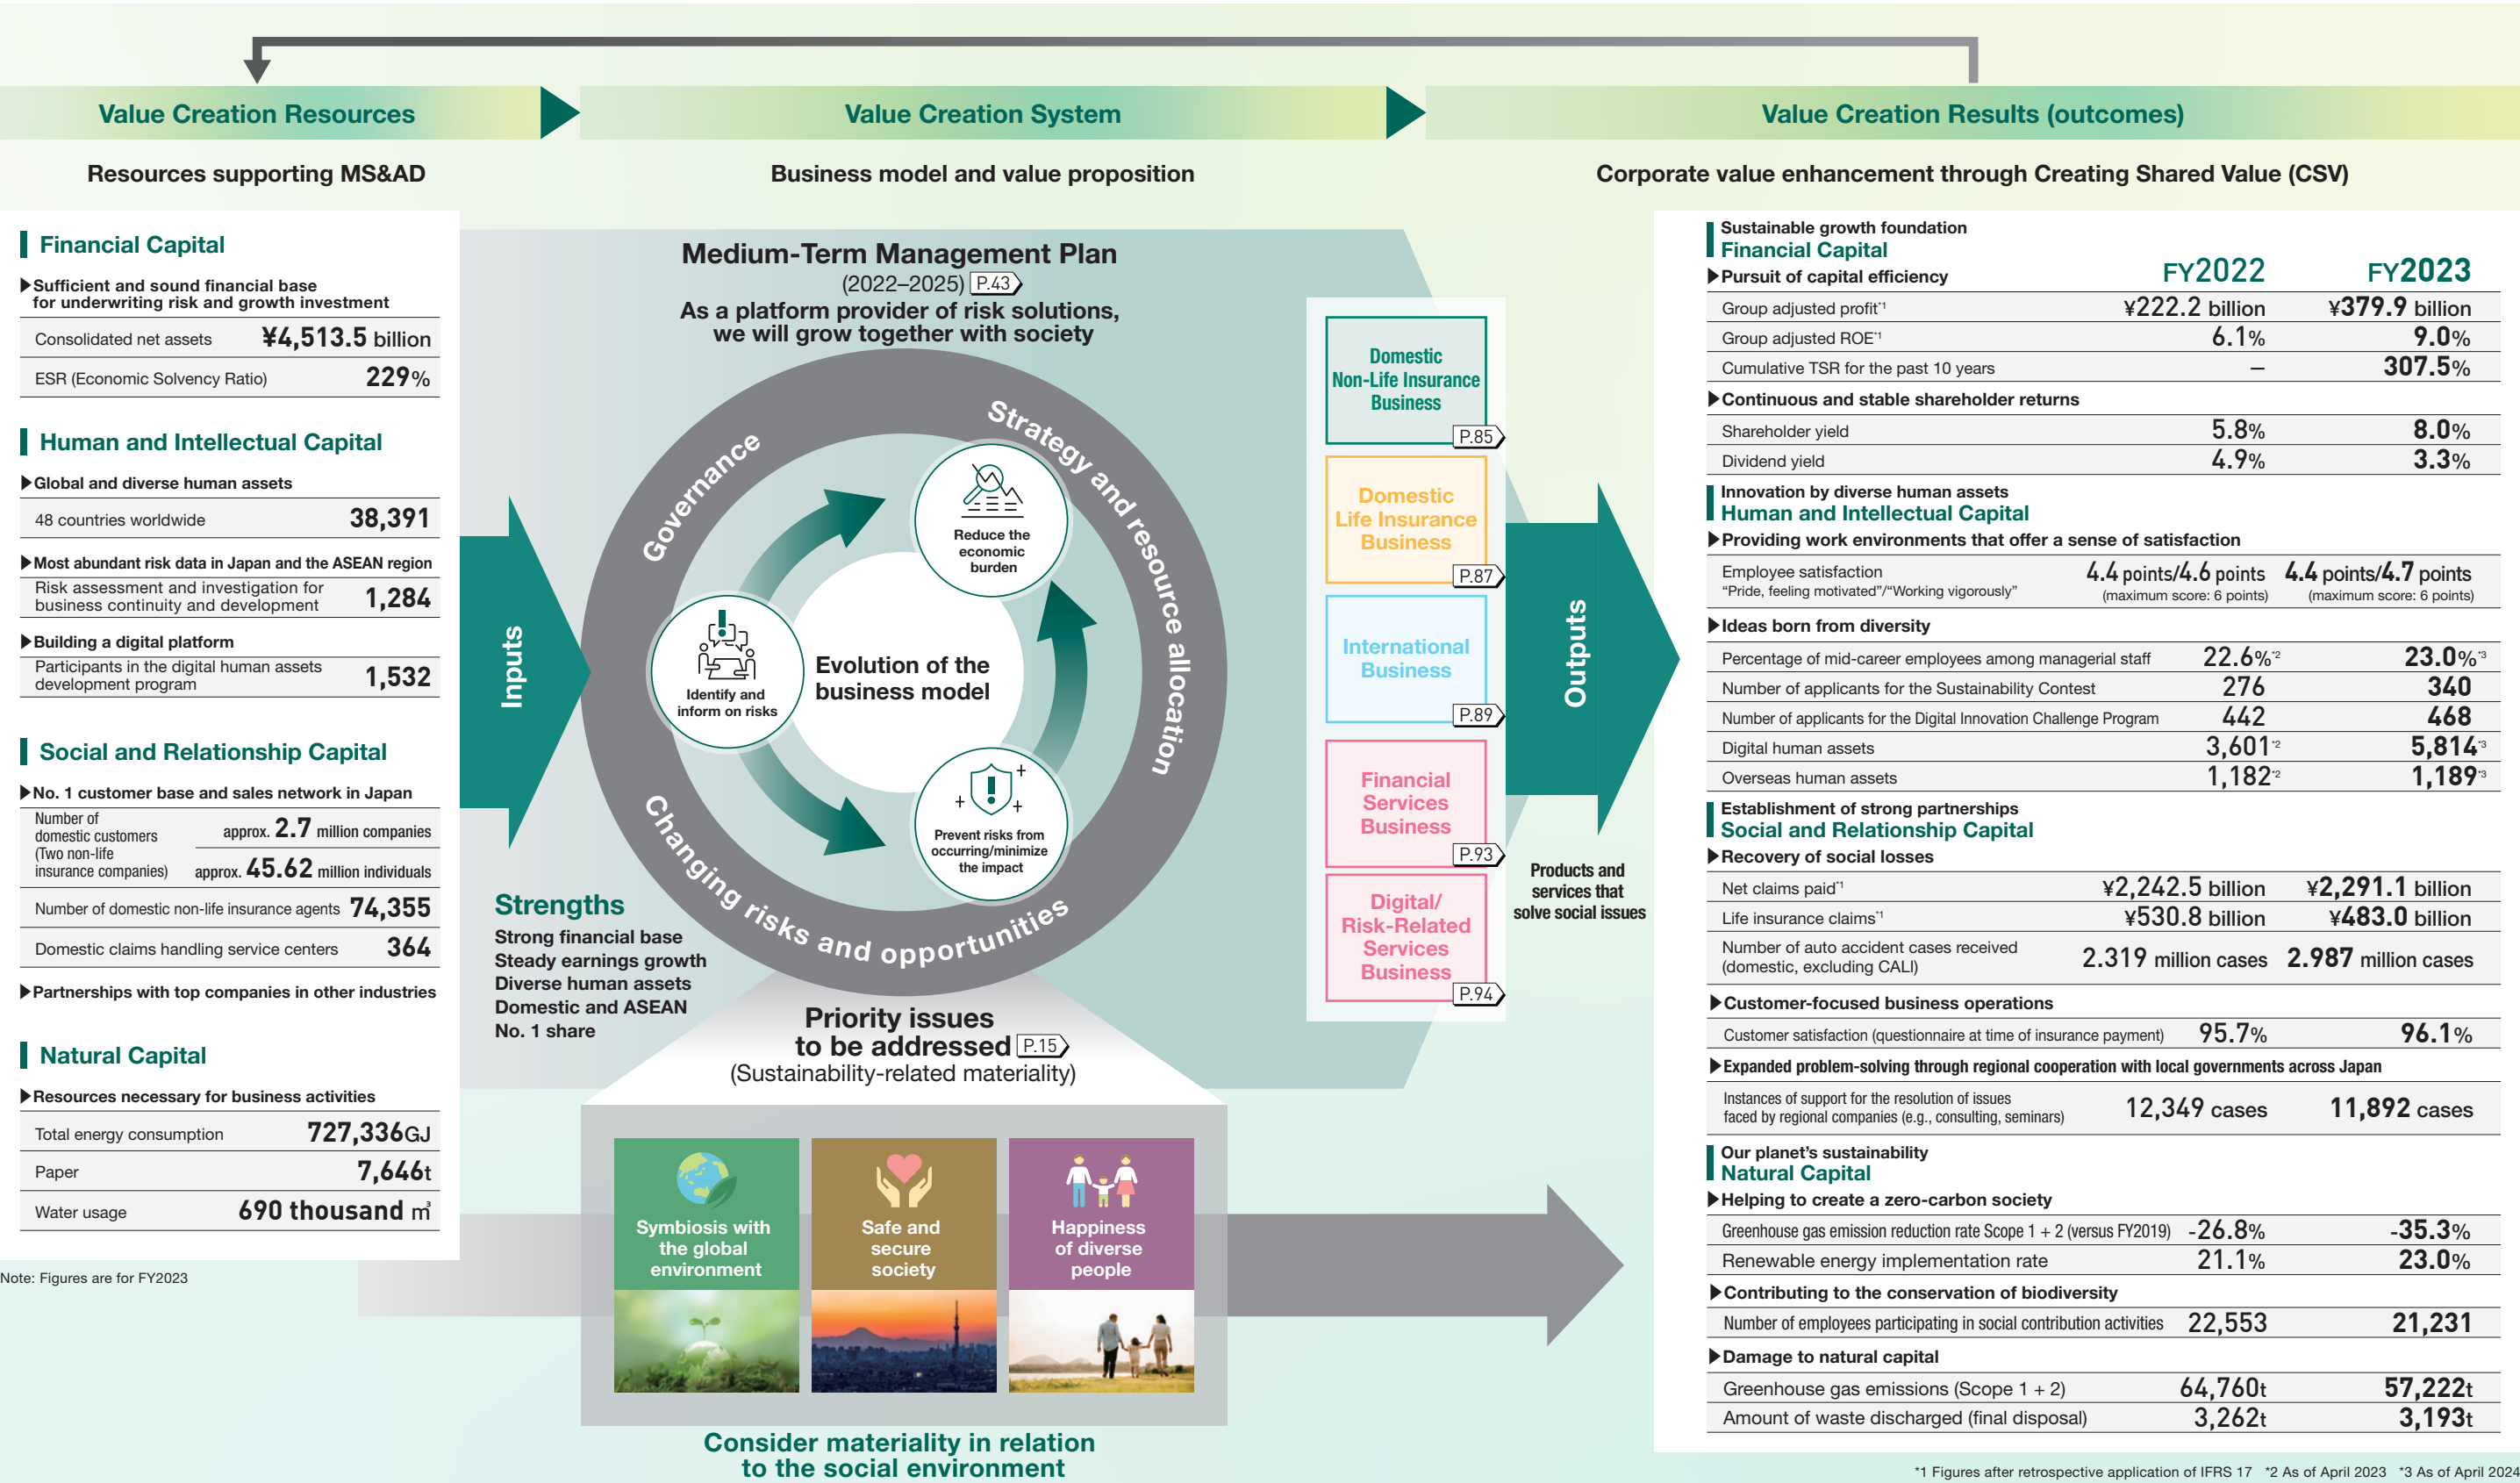 Value Creation Resources
Value Creation System
Value Creation Results (outcomes)
Resources supporting MS&AD
Business model and value proposition
Corporate value enhancement through Creating Shared Value (CSV)
Financial Capital
▶Sufficient and sound financial base
for underwriting risk and growth investment
Consolidated net assets ¥4,513.5 billion
ESR (Economic Solvency Ratio) 229%
Human and Intellectual Capital
▶Global and diverse human assets
48 countries worldwide 38,391
▶Most abundant risk data in Japan and the ASEAN region
Risk assessment and investigation for
business continuity and development 1,284
▶Building a digital platform
Participants in the digital human assets
development program 1,532
Social and Relationship Capital
▶No. 1 customer base and sales network in Japan
Number of
domestic customers
(Two non-life
insurance companies)
approx. 2.7 million companies
approx. 45.62 million individuals
Number of domestic non-life insurance agents 74,355
Domestic claims handling service centers 364
▶Partnerships with top companies in other industries
Natural Capital
▶Resources necessary for business activities
Total energy consumption 727,336GJ
Paper 7,646t
Water usage 690 thousand m³
Note: Figures are for FY2023
Inputs
Medium-Term Management Plan
(2022–2025) P.43
As a platform provider of risk solutions,
we will grow together with society
Governance
Strategy and resource allocation
Changing risks and opportunities
Reduce the
economic
burden
Identify and
inform on risks
Evolution of the
business model
Prevent risks from
occurring/minimize
the impact
Strengths
Strong financial base
Steady earnings growth
Diverse human assets
Domestic and ASEAN
No. 1 share
Priority issues
to be addressed P.15
(Sustainability-related materiality)
Symbiosis with
the global
environment
Safe and
secure
society
Happiness
of diverse
people
Consider materiality in relation
to the social environment
Domestic
Non-Life Insurance
Business
P.85
Domestic
Life Insurance
Business
P.87
International
Business
P.89
Financial
Services
Business
P.93
Digital/
Risk-Related
Services
Business
P.94
Outputs
Products and
services that
solve social issues
Sustainable growth foundation
Financial Capital
▶Pursuit of capital efficiency FY2022 FY2023
Group adjusted profit*1 ¥222.2 billion ¥379.9 billion
Group adjusted ROE*1 6.1% 9.0%
Cumulative TSR for the past 10 years – 307.5%
▶Continuous and stable shareholder returns
Shareholder yield 5.8% 8.0%
Dividend yield 4.9% 3.3%
Innovation by diverse human assets
Human and Intellectual Capital
▶Providing work environments that offer a sense of satisfaction
Employee satisfaction 4.4 points/4.6 points 4.4 points/4.7 points
“Pride, feeling motivated”/“Working vigorously” (maximum score: 6 points) (maximum score: 6 points)
▶Ideas born from diversity
Percentage of mid-career employees among managerial staff 22.6%*2 23.0%*3
Number of applicants for the Sustainability Contest 276 340
Number of applicants for the Digital Innovation Challenge Program 442 468
Digital human assets 3,601*2 5,814*3
Overseas human assets 1,182*2 1,189*3
Establishment of strong partnerships
Social and Relationship Capital
▶Recovery of social losses
Net claims paid*1 ¥2,242.5 billion ¥2,291.1 billion
Life insurance claims*1 ¥530.8 billion ¥483.0 billion
Number of auto accident cases received
(domestic, excluding CALI) 2.319 million cases 2.987 million cases
▶Customer-focused business operations
Customer satisfaction (questionnaire at time of insurance payment) 95.7% 96.1%
▶Expanded problem-solving through regional cooperation with local governments across Japan
Instances of support for the resolution of issues
faced by regional companies (e.g., consulting, seminars) 12,349 cases 11,892 cases
Our planet’s sustainability
Natural Capital
▶Helping to create a zero-carbon society
Greenhouse gas emission reduction rate Scope 1 + 2 (versus FY2019) -26.8% -35.3%
Renewable energy implementation rate 21.1% 23.0%
▶Contributing to the conservation of biodiversity
Number of employees participating in social contribution activities 22,553 21,231
▶Damage to natural capital
Greenhouse gas emissions (Scope 1 + 2) 64,760t 57,222t
Amount of waste discharged (final disposal) 3,262t 3,193t
*1 Figures after retrospective application of IFRS 17 *2 As of April 2023 *3 As of April 2024